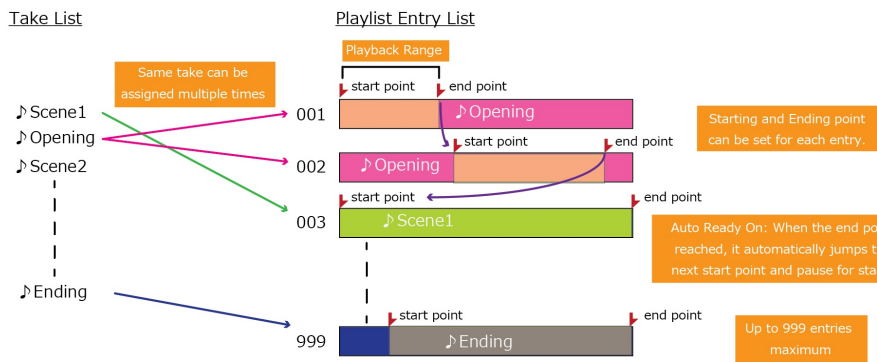 Take List
Playlist Entry List
Playback Range
Same take can be
assigned multiple times
start point
end point
♪Scene1
001
♪Opening
♪Opening
Starting and Ending point
can be set for each entry.
start point
end point
♪Scene2
002
♪Opening
start point
end point
003
♪Scene1
Auto Ready On: When the end po
reached, it automatically jumps t
next start point and pause for sta
♪Ending
start point
end point
999
♪Ending
Up to 999 entries
maximum